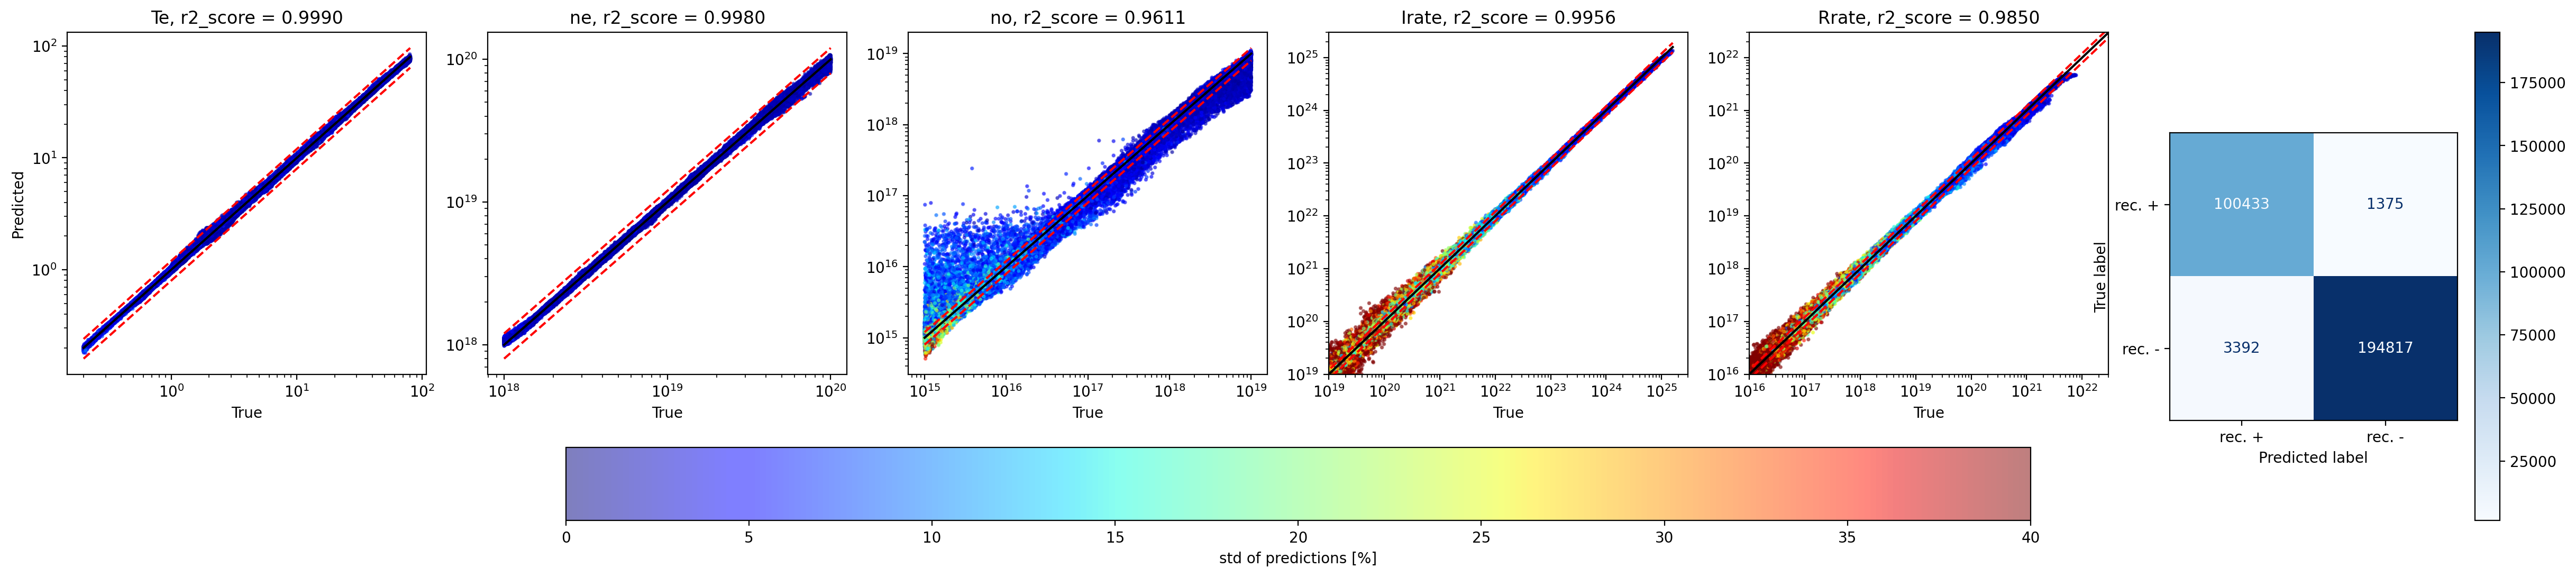 Te, r2_score = 0.9990
10²
10¹
10⁰
Predicted
10⁰ 10¹ 10²
True
ne, r2_score = 0.9980
10²⁰
10¹⁹
10¹⁸
10¹⁸ 10¹⁹ 10²⁰
True
no, r2_score = 0.9611
10¹⁹
10¹⁸
10¹⁷
10¹⁶
10¹⁵
10¹⁵ 10¹⁶ 10¹⁷ 10¹⁸ 10¹⁹
True
Irate, r2_score = 0.9956
10²⁵
10²⁴
10²³
10²²
10²¹
10²⁰
10¹⁹
10¹⁹ 10²⁰ 10²¹ 10²² 10²³ 10²⁴ 10²⁵
True
Rrate, r2_score = 0.9850
10²²
10²¹
10²⁰
10¹⁹
10¹⁸
10¹⁷
10¹⁶
10¹⁶ 10¹⁷ 10¹⁸ 10¹⁹ 10²⁰ 10²¹ 10²²
True
True label
rec. + 100433 1375
rec. - 3392 194817
rec. + rec. -
Predicted label
175000
150000
125000
100000
75000
50000
25000
0 5 10 15 20 25 30 35 40
std of predictions [%]